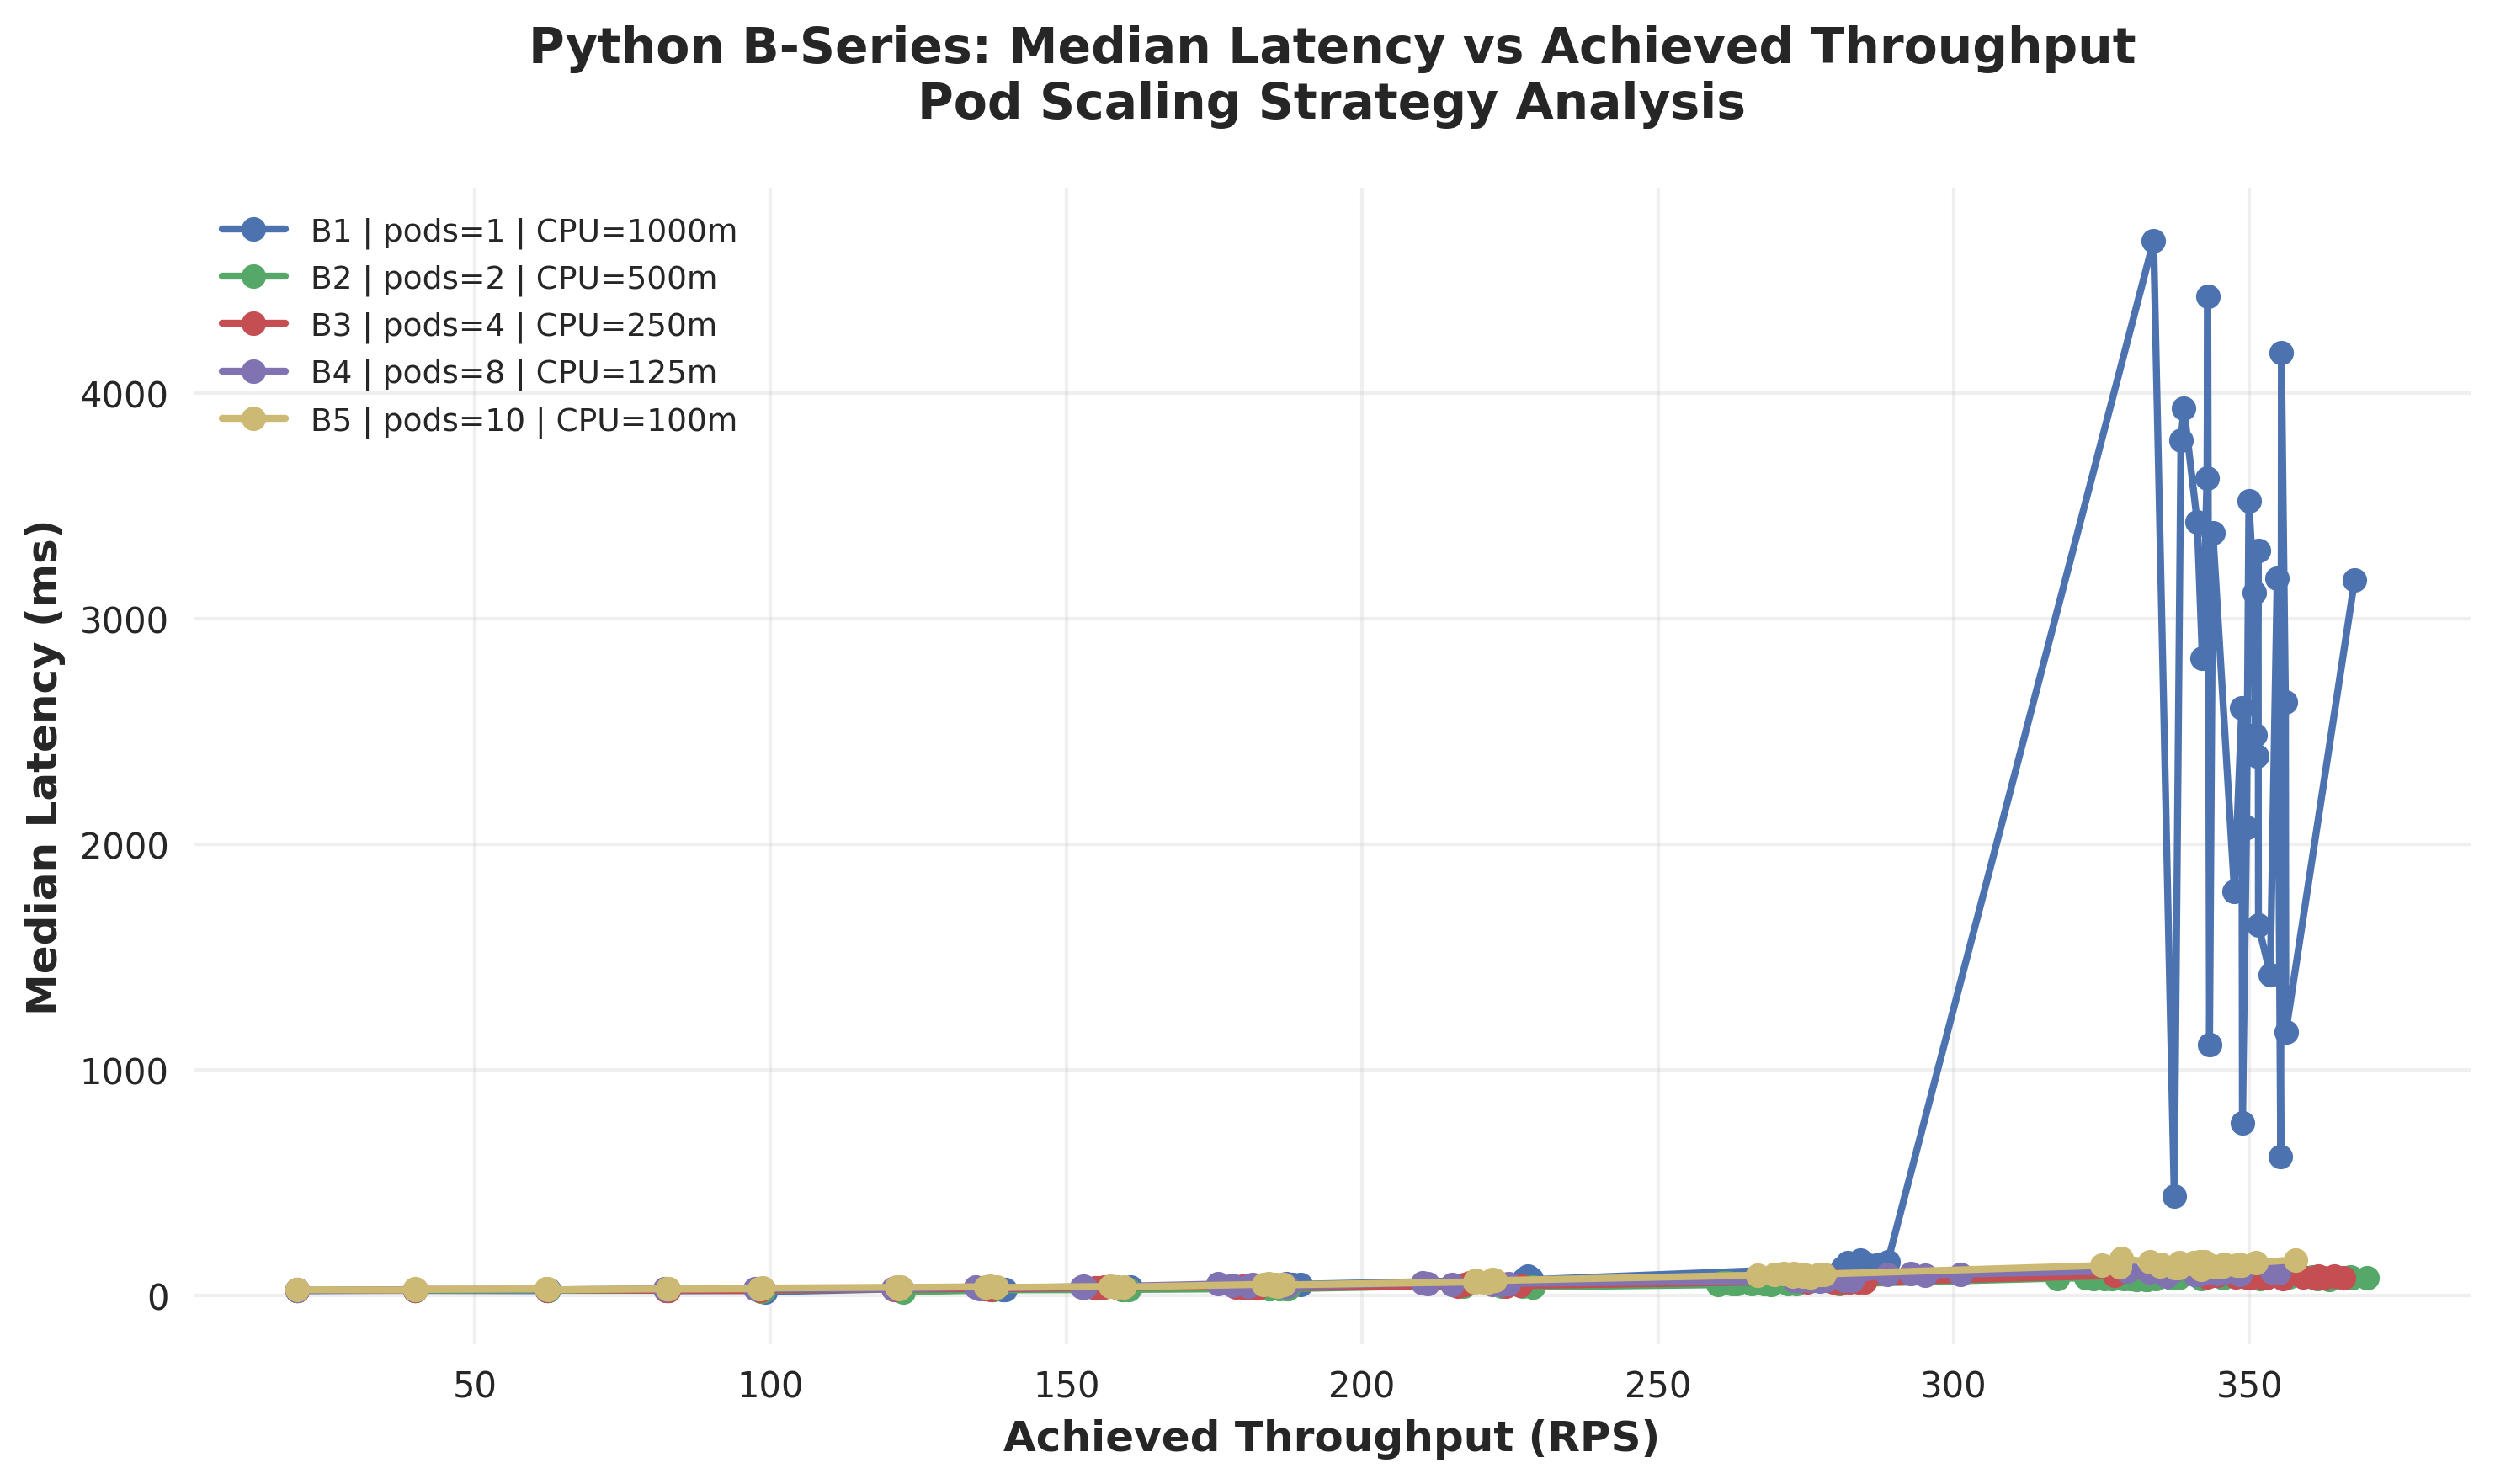 Python B-Series: Median Latency vs Achieved Throughput
Pod Scaling Strategy Analysis
B1 | pods=1 | CPU=1000m
B2 | pods=2 | CPU=500m
B3 | pods=4 | CPU=250m
B4 | pods=8 | CPU=125m
B5 | pods=10 | CPU=100m
Median Latency (ms)
4000
3000
2000
1000
0
50 100 150 200 250 300 350
Achieved Throughput (RPS)